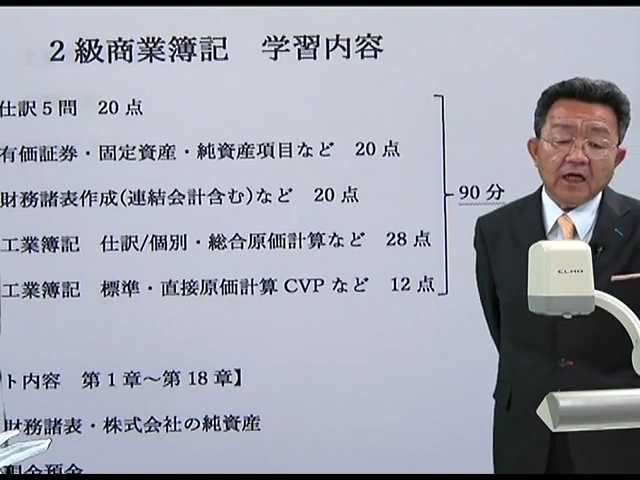 2級商業簿記 学習内容
仕訳5問 20点
有価証券・固定資産・純資産項目など 20点
財務諸表作成(連結会計含む)など 20点
工業簿記 仕訳/個別・総合原価計算など 28点
工業簿記 標準・直接原価計算 CVP など 12点
90分
ELMO
ト内容 第1章～第18章】
財務諸表・株式会社の純資産
現金預金